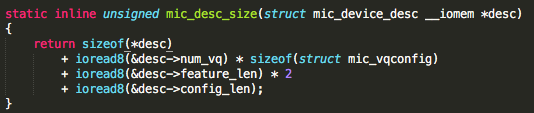 static inline unsigned mic_desc_size(struct mic_device_desc __iomem *desc)
{
    return sizeof(*desc)
        + ioread8(&desc->num_vq) * sizeof(struct mic_vqconfig)
        + ioread8(&desc->feature_len) * 2
        + ioread8(&desc->config_len);
}